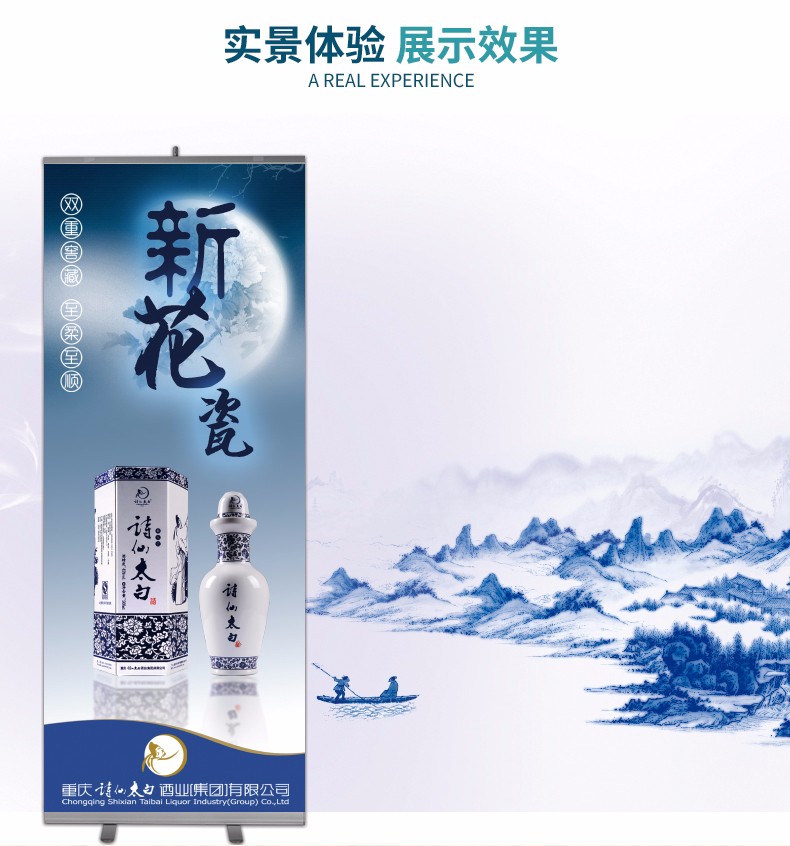 实景体验 展示效果
A REAL EXPERIENCE
双重窖藏 至柔至顺
新
花
瓷
诗仙太白
诗仙太白
重庆诗仙太白酒业(集团)有限公司
Chongqing Shixian Taibai Liquor Industry(Group) Co.,Ltd